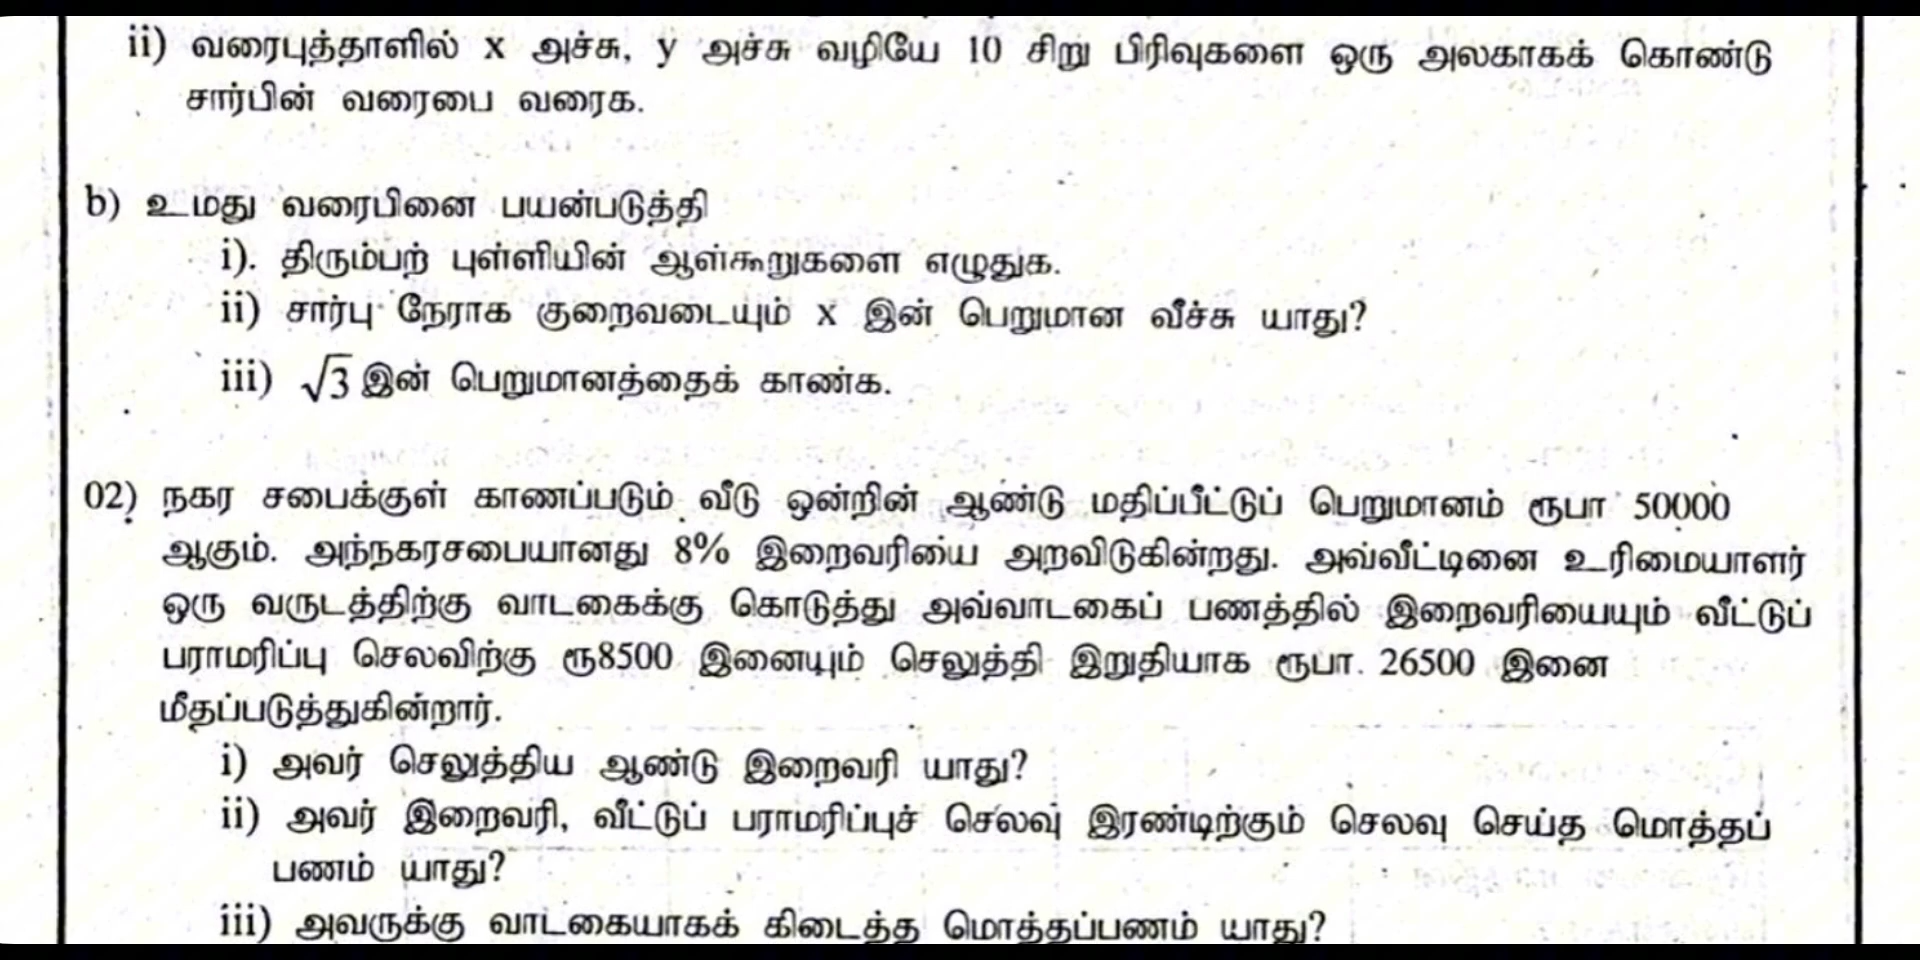 ii) வரைபுத்தாளில் x அச்சு, y அச்சு வழியே 10 சிறு பிரிவுகளை ஒரு அலகாகக் கொண்டு
சார்பின் வரைபை வரைக.
b) உமது வரைபினை பயன்படுத்தி
i). திரும்பற் புள்ளியின் ஆள்கூறுகளை எழுதுக.
ii) சார்பு நேராக குறைவடையும் x இன் பெறுமான வீச்சு யாது?
iii) √3 இன் பெறுமானத்தைக் காண்க.
02) நகர சபைக்குள் காணப்படும் வீடு ஒன்றின் ஆண்டு மதிப்பீட்டுப் பெறுமானம் ரூபா 50000
ஆகும். அந்நகரசபையானது 8% இறைவரிய்ை அறவிடுகின்றது. அவ்வீட்டினை உரிமையாளர்
ஒரு வருடத்திற்கு வாடகைக்கு கொடுத்து அவ்வாடகைப் பணத்தில் இறைவரியையும் வீட்டுப்
பராமரிப்பு செலவிற்கு ரூ8500 இனையும் செலுத்தி இறுதியாக ரூபா. 26500 இனை
மீதப்படுத்துகின்றார்.
i) அவர் செலுத்திய ஆண்டு இறைவரி யாது?
ii) அவர் இறைவரி, வீட்டுப் பராமரிப்புச் செலவு இரண்டிற்கும் செலவு செய்த மொத்தப்
பணம் யாது?
iii) அவருக்கு வாடகையாகக் கிடைத்த மொத்தப்பணம் யாது?